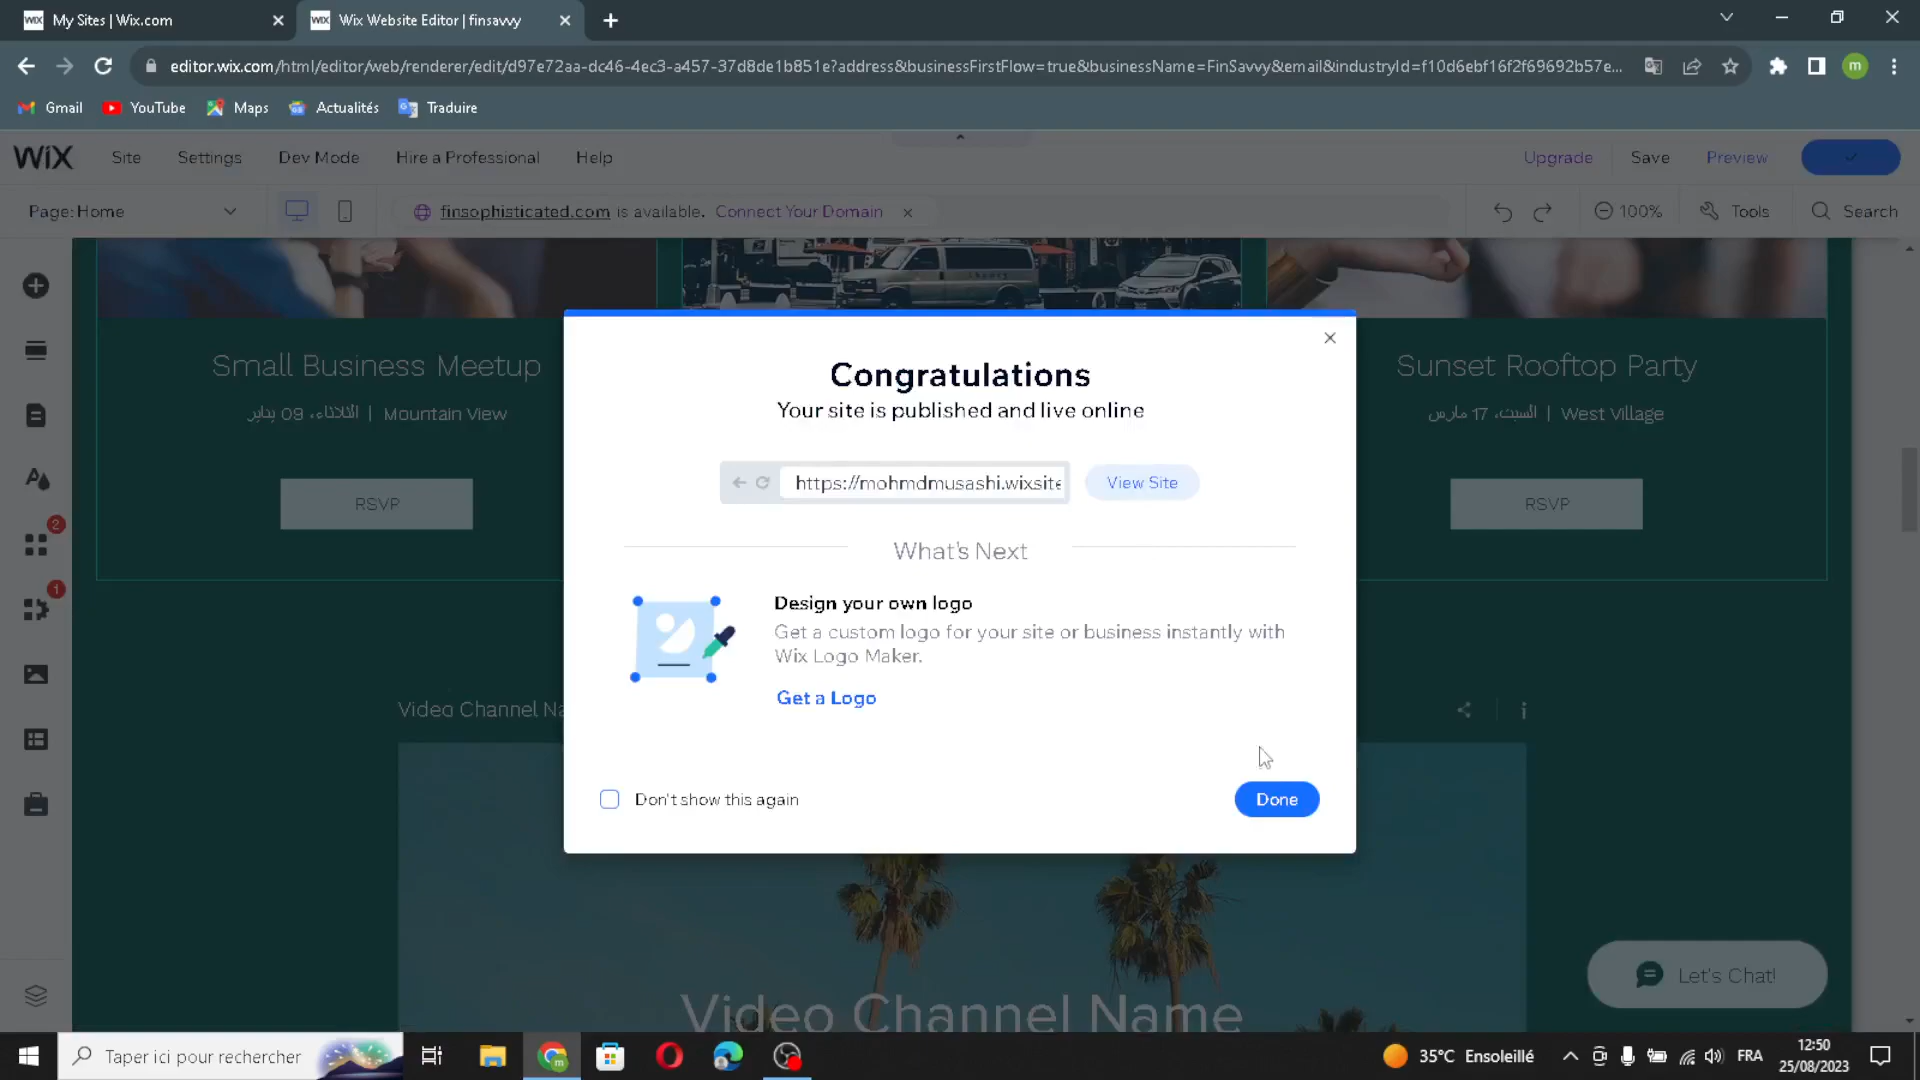 My Sites | Wix.com
Wix Website Editor | finsavvy
editor.wix.com/html/editor/web/renderer/edit/d97e72aa-dc46-4ec3-a457-37d8de1b851e?address&businessFirstFlow=true&businessName=FinSavvy&email&industryId=f10d6ebf16f2f69692b57e...
m
Gmail YouTube Maps Actualités Traduire
WiX Site Settings Dev Mode Hire a Professional Help Upgrade Save Preview
Page: Home finsophisticated.com is available. Connect Your Domain 100% Tools Search
Small Business Meetup
الثلاثاء، 09 يناير | Mountain View
RSVP
Sunset Rooftop Party
السبت، 17 مارس | West Village
RSVP
2
1
Congratulations
Your site is published and live online
https://mohmdmusashi.wixsite
View Site
What's Next
Design your own logo
Get a custom logo for your site or business instantly with
Wix Logo Maker.
Get a Logo
Don't show this again
Done
Video Channel Na
Video Channel Name
Let's Chat!
Taper ici pour rechercher
35°C Ensoleillé
FRA
12:50
25/08/2023